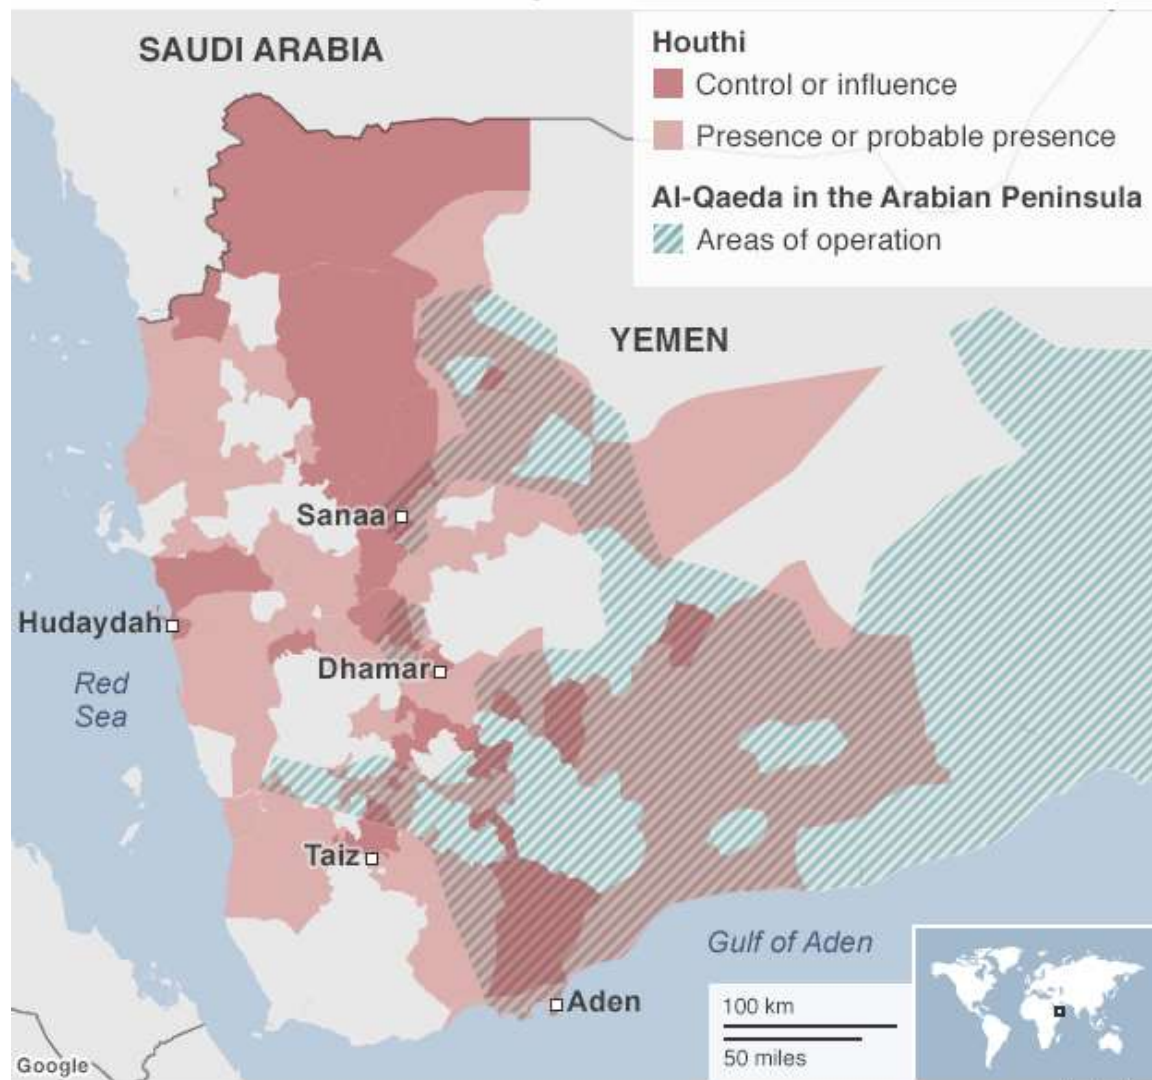 SAUDI ARABIA
Houthi
Control or influence
Presence or probable presence
Al-Qaeda in the Arabian Peninsula
Areas of operation
YEMEN
Sanaa
Hudaydah
Dhamar
Red
Sea
Taiz
Gulf of Aden
Aden
100 km
50 miles
Google